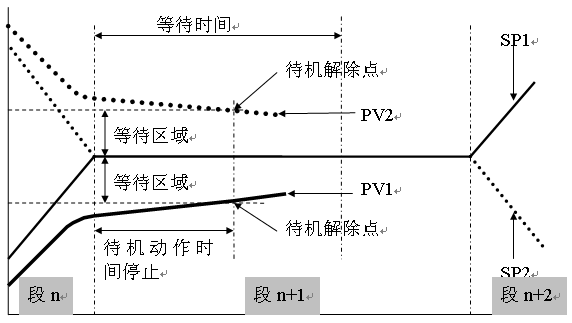 等待时间
SP1
待机解除点
PV2
等待区域
等待区域
PV1
待机解除点
待机动作时
间停止
SP2
段 n
段 n+1
段 n+2